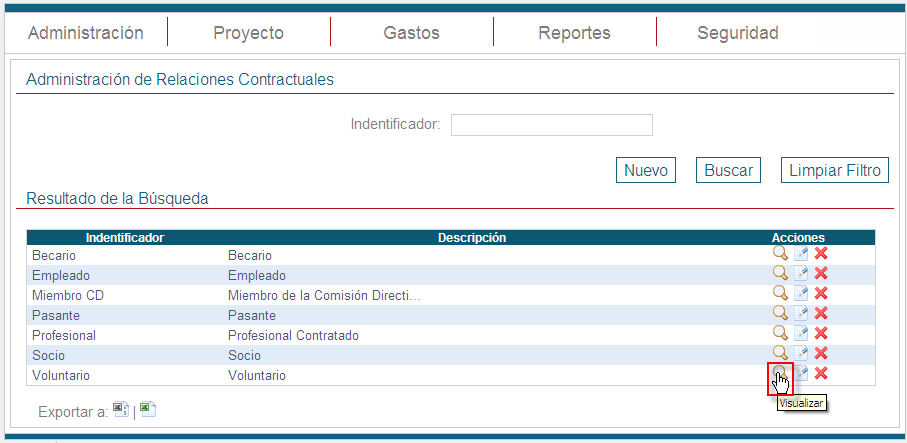 Administración Proyecto Gastos Reportes Seguridad
Administración de Relaciones Contractuales
Indentificador:
Nuevo Buscar Limpiar Filtro
Resultado de la Búsqueda
Indentificador Descripción Acciones
Becario Becario
Empleado Empleado
Miembro CD Miembro de la Comisión Directi...
Pasante Pasante
Profesional Profesional Contratado
Socio Socio
Voluntario Voluntario
Visualizar
Exportar a: |